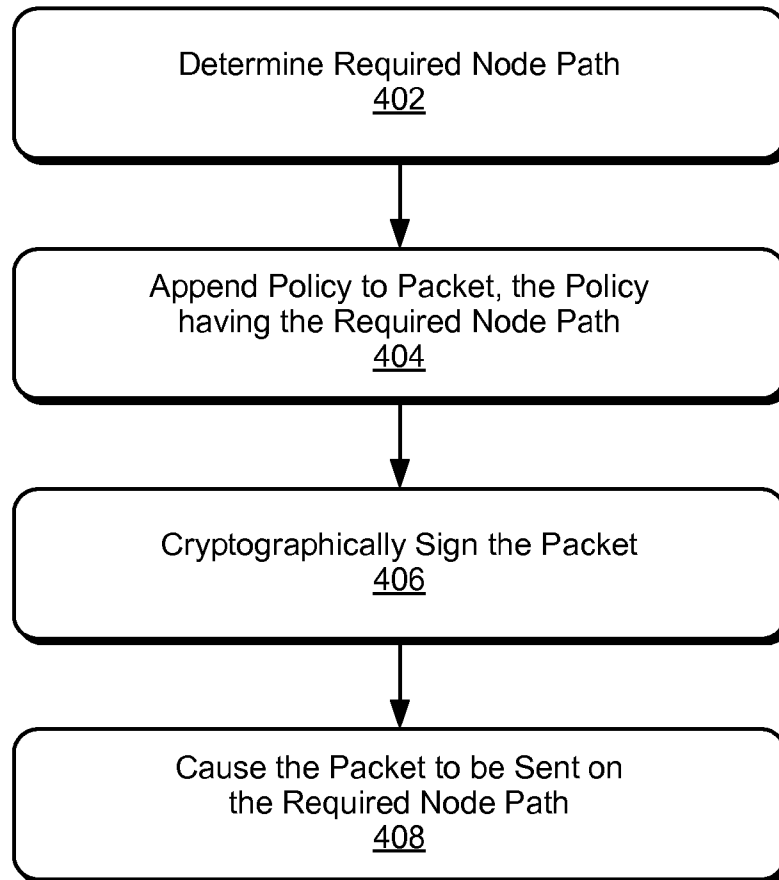 Determine Required Node Path
402
Append Policy to Packet, the Policy
having the Required Node Path
404
Cryptographically Sign the Packet
406
Cause the Packet to be Sent on
the Required Node Path
408